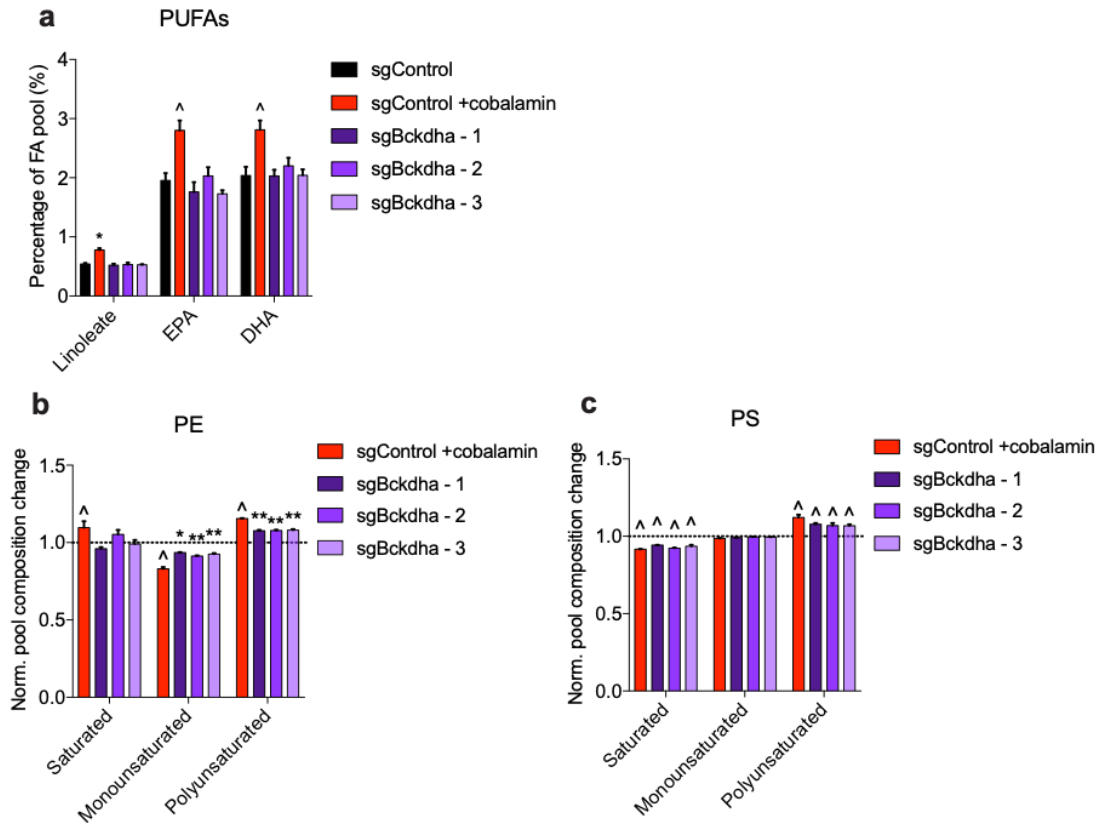 a
PUFAs
Percentage of FA pool (%)
4
3
2
1
0
^
^
*
Linoleate
EPA
DHA
sgControl
sgControl +cobalamin
sgBckdha - 1
sgBckdha - 2
sgBckdha - 3
b
PE
Norm. pool composition change
1.5
1.0
0.5
0.0
^
^
* ** **
^
** ** **
Saturated
Monounsaturated
Polyunsaturated
sgControl +cobalamin
sgBckdha - 1
sgBckdha - 2
sgBckdha - 3
c
PS
Norm. pool composition change
1.5
1.0
0.5
0.0
^ ^ ^ ^
^ ^ ^ ^
Saturated
Monounsaturated
Polyunsaturated
sgControl +cobalamin
sgBckdha - 1
sgBckdha - 2
sgBckdha - 3